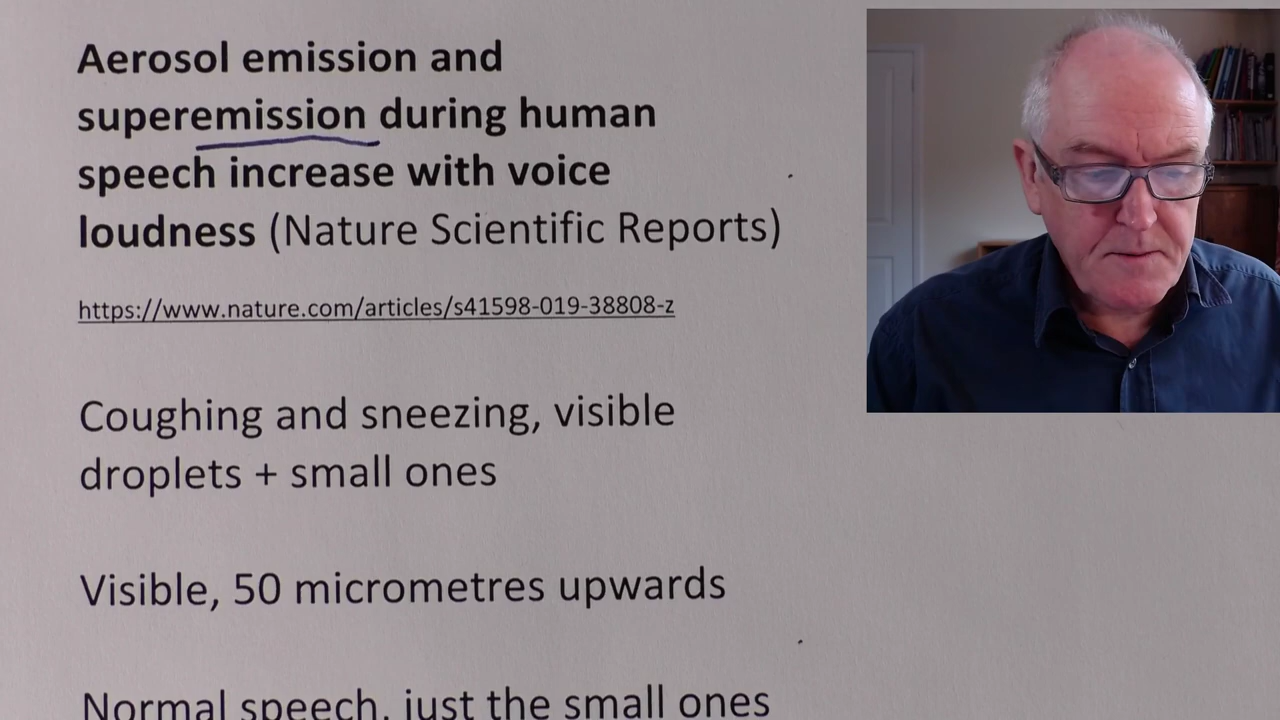 Aerosol emission and
superemission during human
speech increase with voice
loudness (Nature Scientific Reports)
https://www.nature.com/articles/s41598-019-38808-z
Coughing and sneezing, visible
droplets + small ones
Visible, 50 micrometres upwards
Normal speech, just the small ones